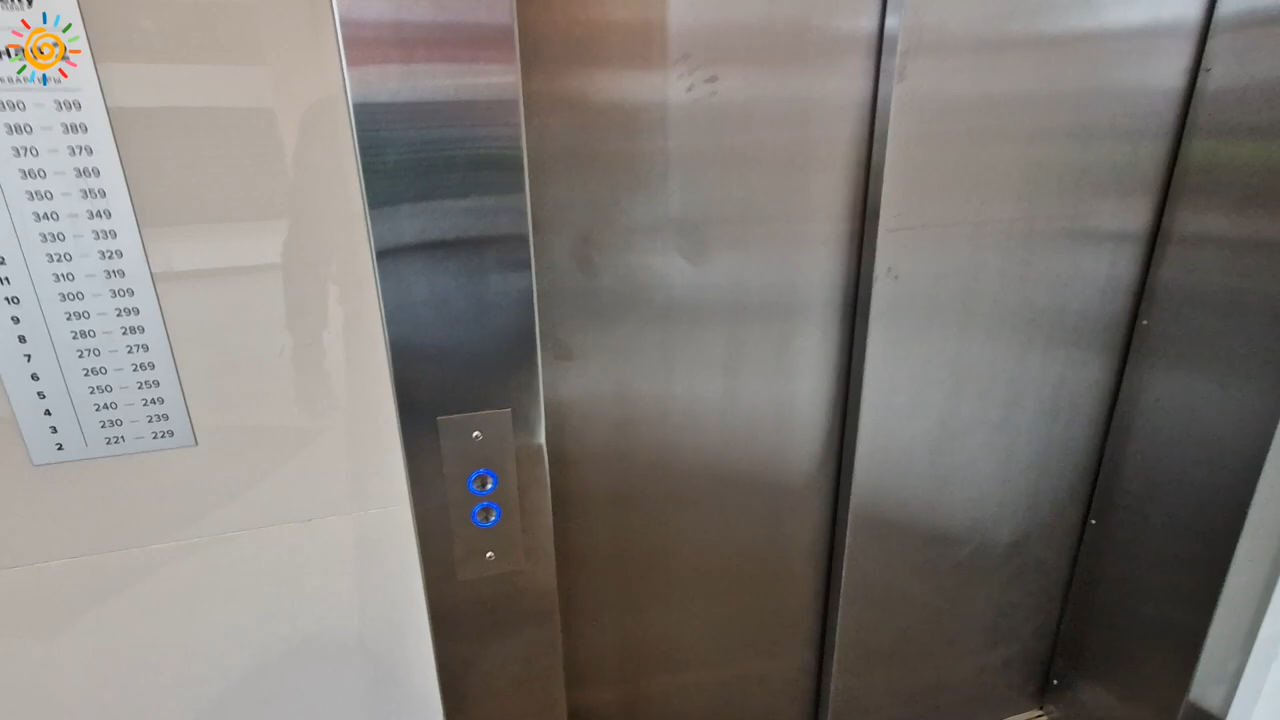 390 — 399
380 — 389
370 — 379
360 — 369
350 — 359
340 — 349
330 — 339
320 — 329
11 310 — 319
10 300 — 309
9 290 — 299
8 280 — 289
7 270 — 279
6 260 — 269
5 250 — 259
4 240 — 249
3 230 — 239
2 221 — 229